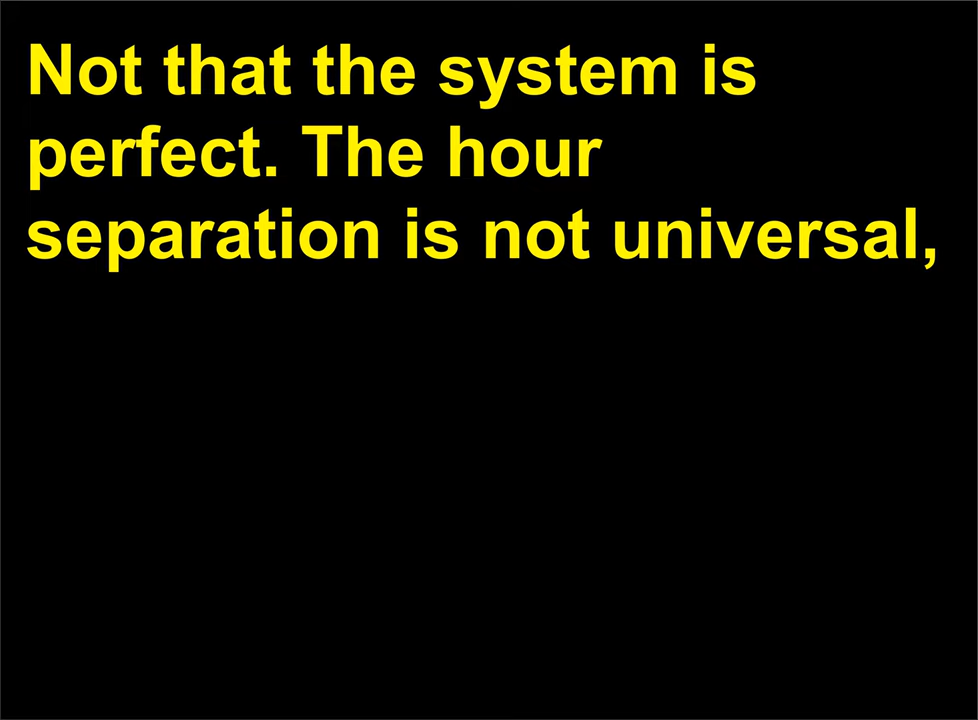 Not that the system is
perfect. The hour
separation is not universal,